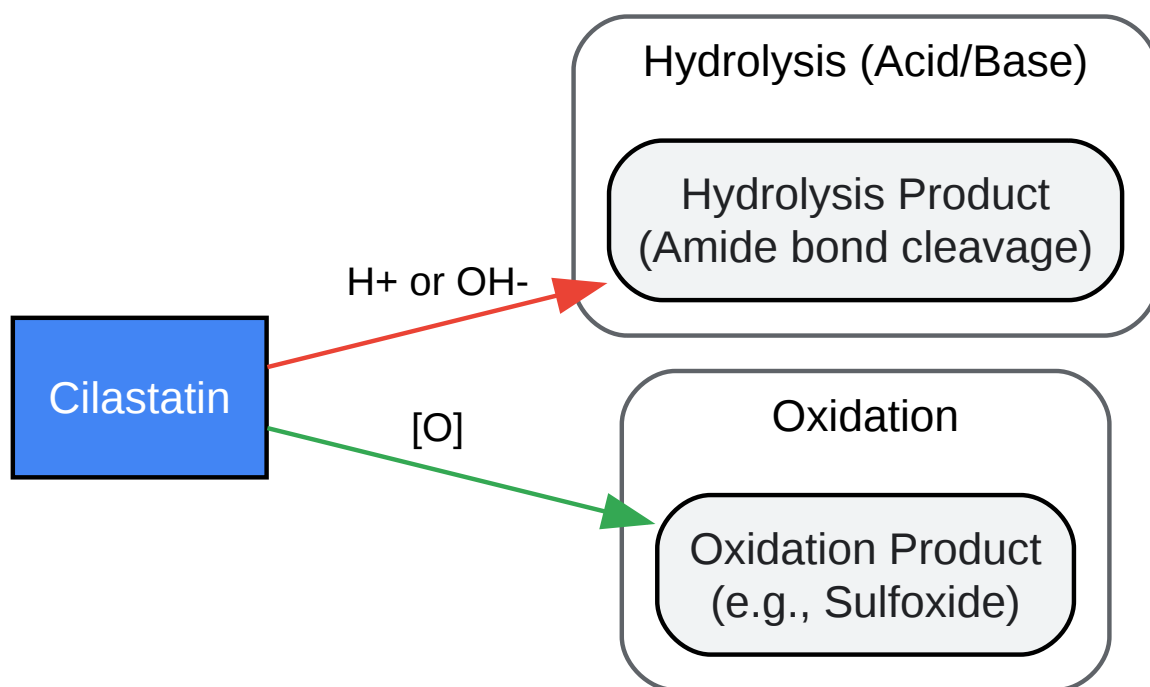 Hydrolysis (Acid/Base)
Hydrolysis Product
(Amide bond cleavage)
H+ or OH-
Cilastatin
[O]
Oxidation
Oxidation Product
(e.g., Sulfoxide)